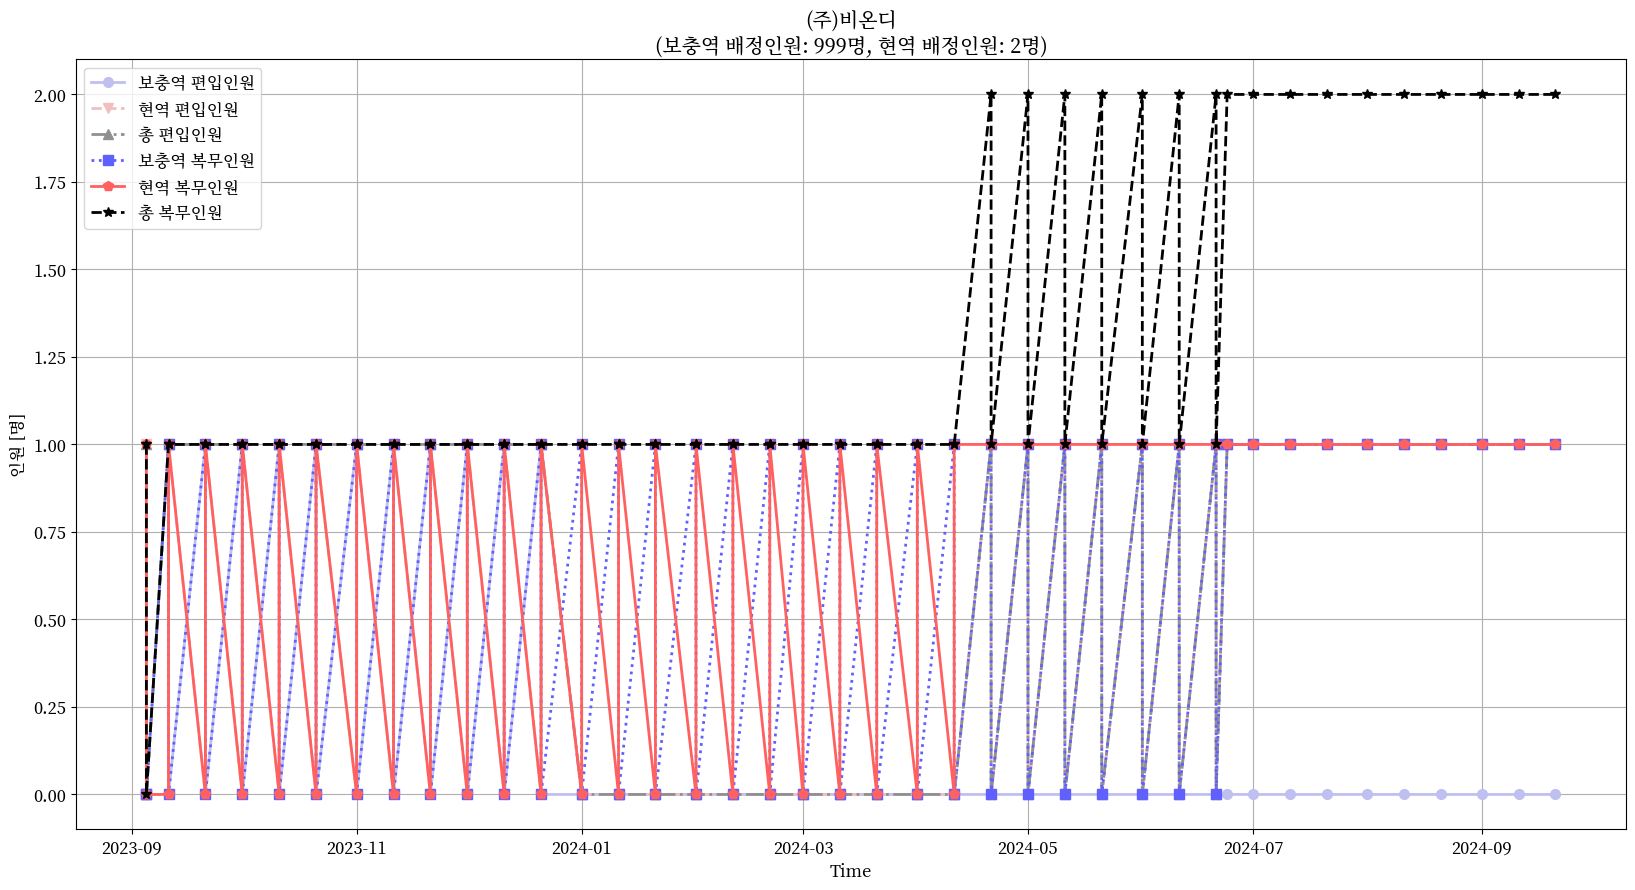 (주)비온디
(보충역 배정인원: 999명, 현역 배정인원: 2명)
보충역 편입인원
현역 편입인원
총 편입인원
보충역 복무인원
현역 복무인원
총 복무인원
인원 [명]
2.00
1.75
1.50
1.25
1.00
0.75
0.50
0.25
0.00
2023-09
2023-11
2024-01
2024-03
2024-05
2024-07
2024-09
Time